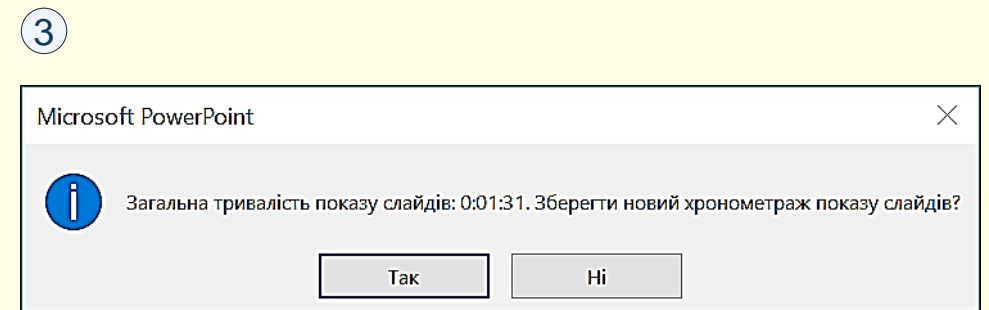 3
Microsoft PowerPoint
Загальна тривалість показу слайдів: 0:01:31. Зберегти новий хронометраж показу слайдів?
Так
Ні